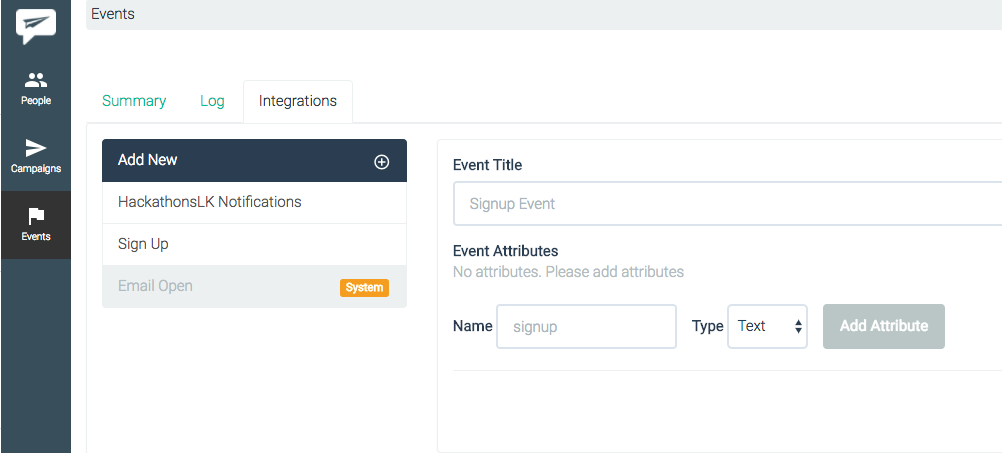 Events
People
Campaigns
Events
Summary Log Integrations
Add New
HackathonsLK Notifications
Sign Up
Email Open System
Event Title
Signup Event
Event Attributes
No attributes. Please add attributes
Name signup Type Text Add Attribute